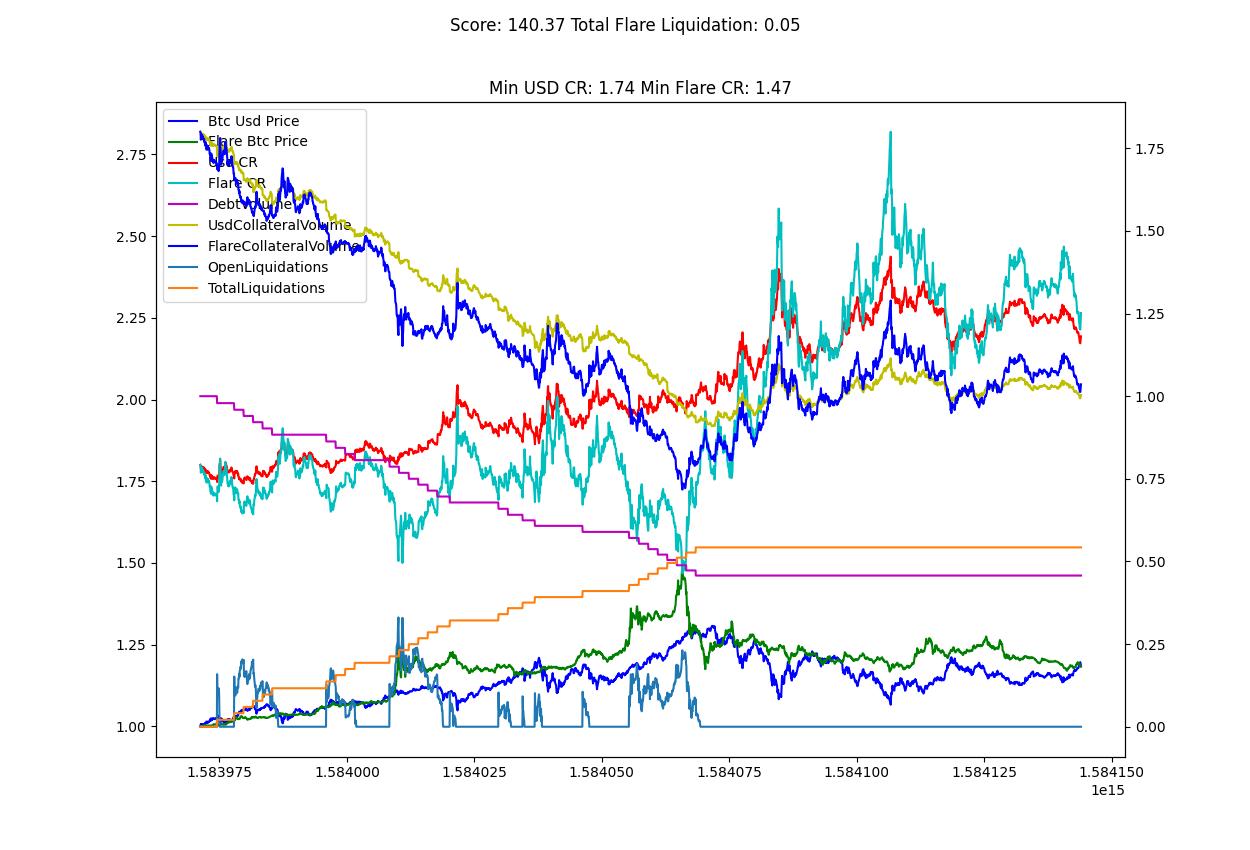 Score: 140.37 Total Flare Liquidation: 0.05
Min USD CR: 1.74 Min Flare CR: 1.47
Btc Usd Price
Flare Btc Price
Usd CR
Flare CR
DebtVolume
UsdCollateralVolume
FlareCollateralVolume
OpenLiquidations
TotalLiquidations
2.75
2.50
2.25
2.00
1.75
1.50
1.25
1.00
1.75
1.50
1.25
1.00
0.75
0.50
0.25
0.00
1.583975 1.584000 1.584025 1.584050 1.584075 1.584100 1.584125 1.584150
1e15